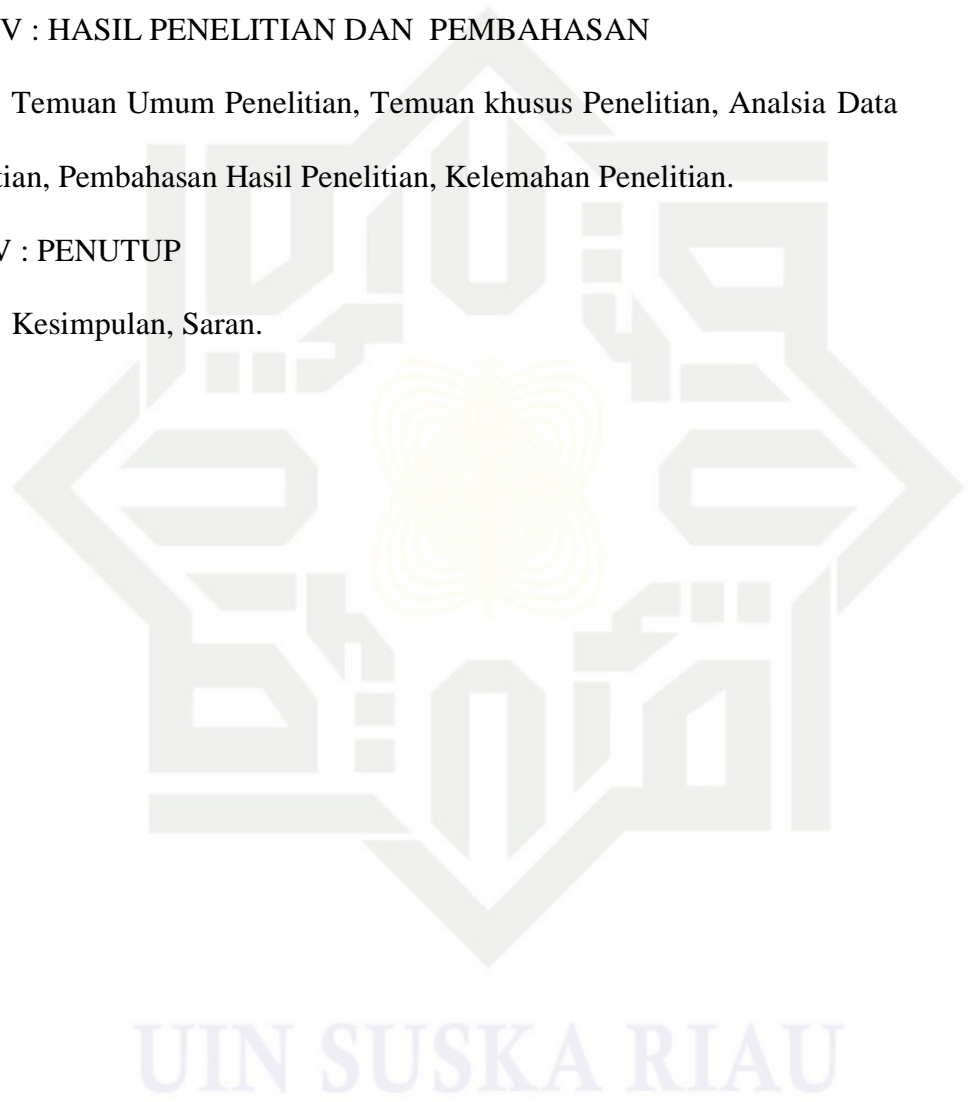 V : HASIL PENELITIAN DAN PEMBAHASAN
Temuan Umum Penelitian, Temuan khusus Penelitian, Analsia Data
tian, Pembahasan Hasil Penelitian, Kelemahan Penelitian.
V : PENUTUP
Kesimpulan, Saran.
UIN SUSKA RIAU